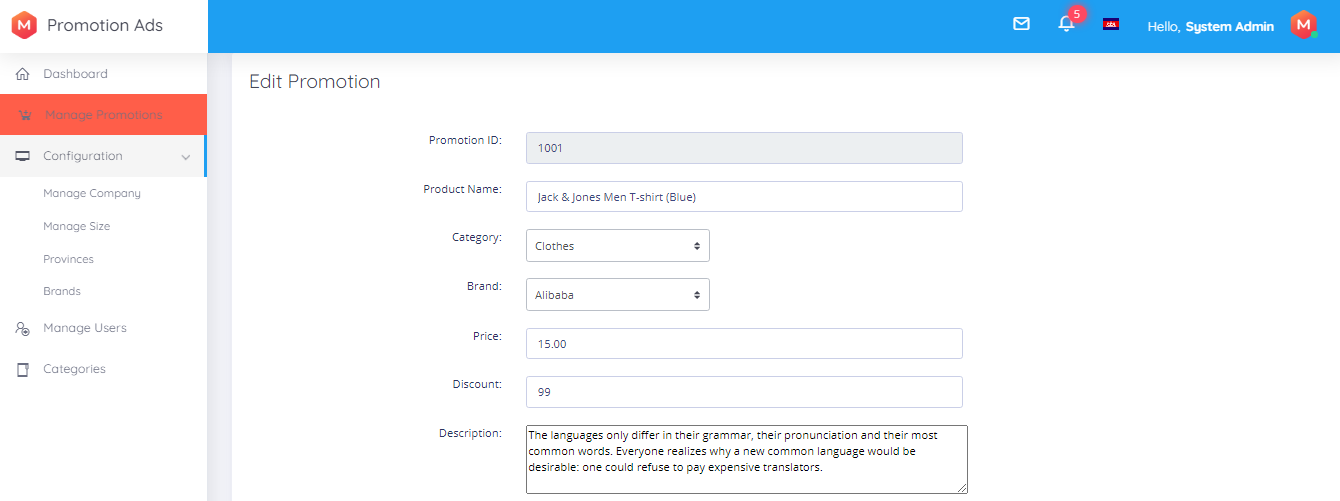 M
Promotion Ads
5
Hello, System Admin
M
Dashboard
Manage Promotions
Configuration
Manage Company
Manage Size
Provinces
Brands
Manage Users
Categories
Edit Promotion
Promotion ID:
1001
Product Name:
Jack & Jones Men T-shirt (Blue)
Category:
Clothes
Brand:
Alibaba
Price:
15.00
Discount:
99
Description:
The languages only differ in their grammar, their pronunciation and their most
common words. Everyone realizes why a new common language would be
desirable: one could refuse to pay expensive translators.